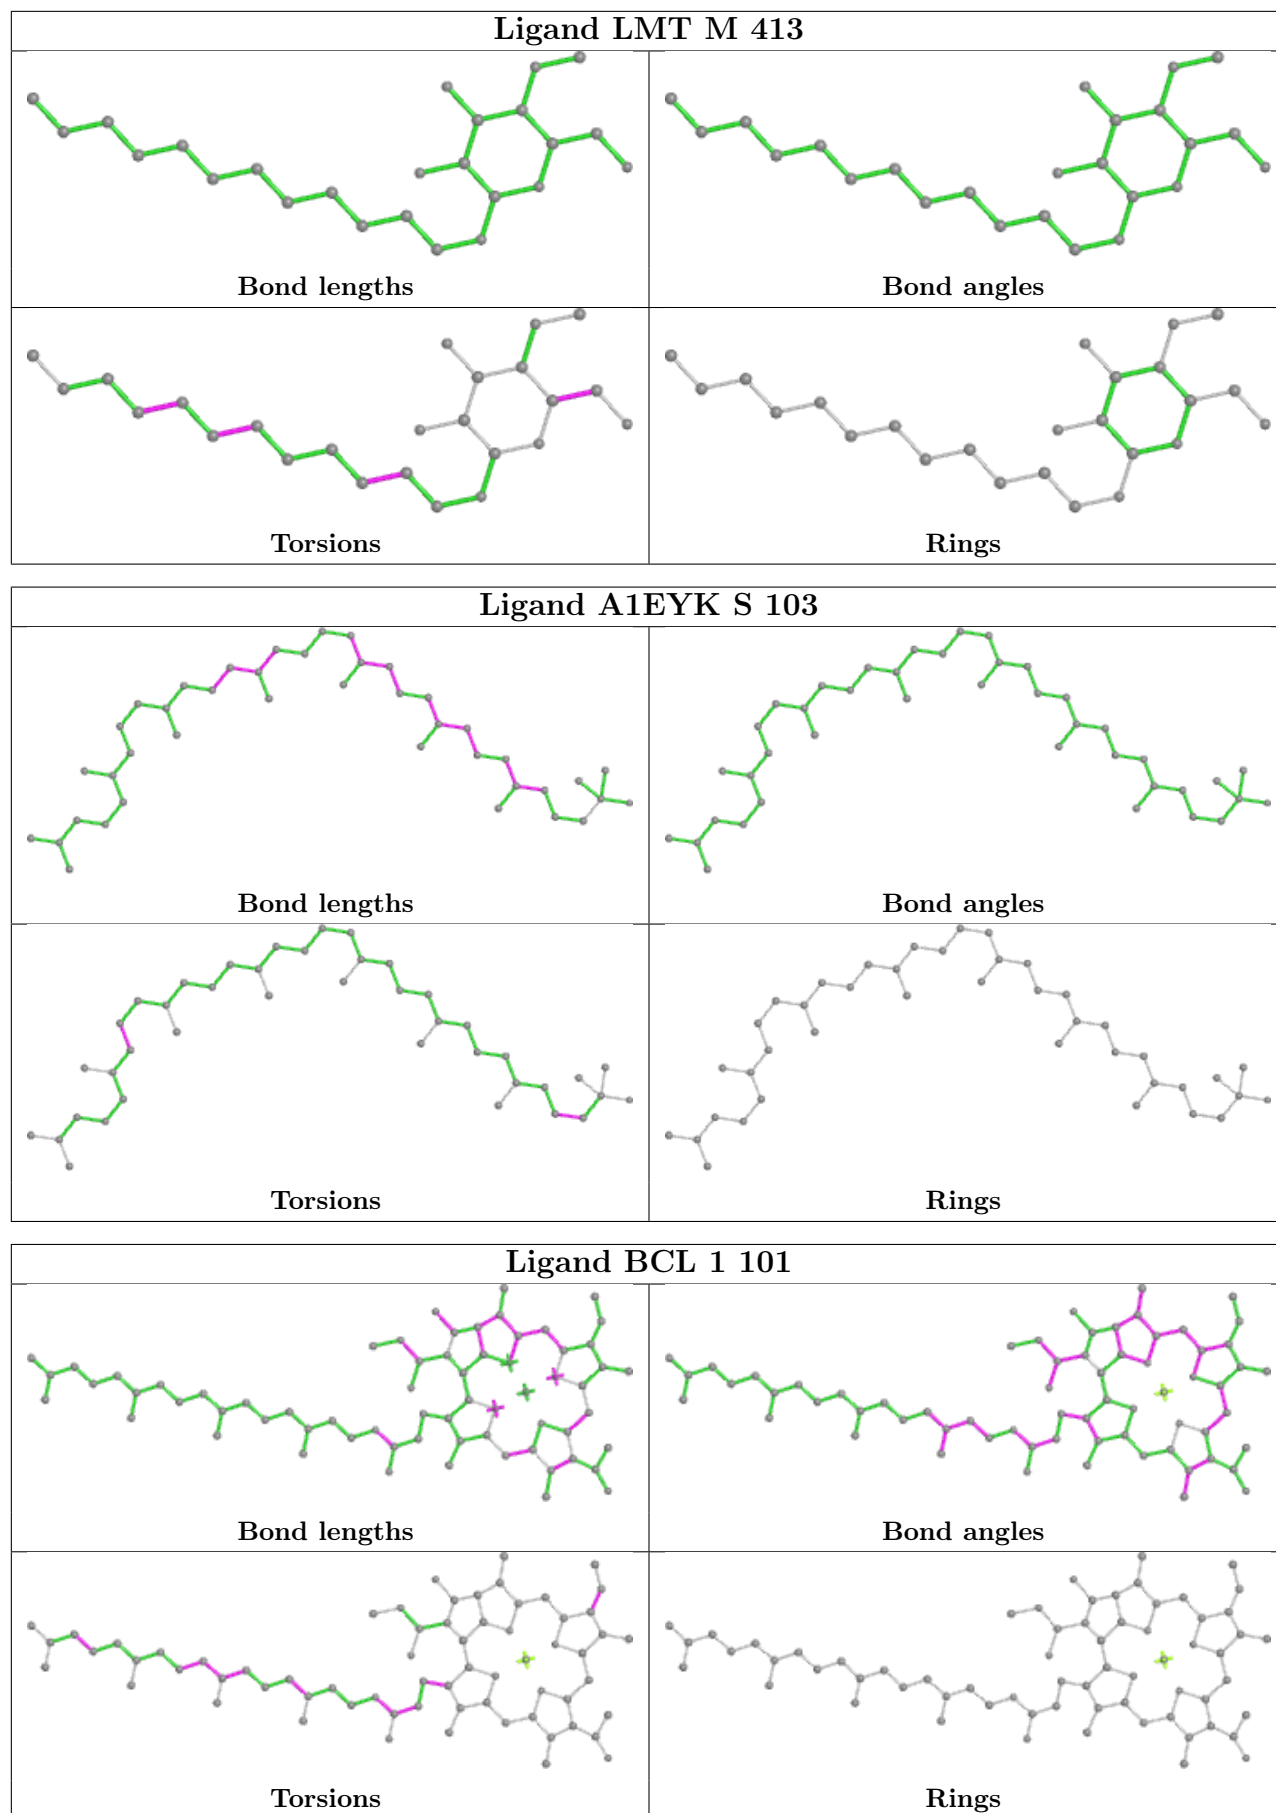 Ligand LMT M 413
Bond lengths
Bond angles
Torsions
Rings
Ligand A1EYK S 103
Bond lengths
Bond angles
Torsions
Rings
Ligand BCL 1 101
Bond lengths
Bond angles
Torsions
Rings